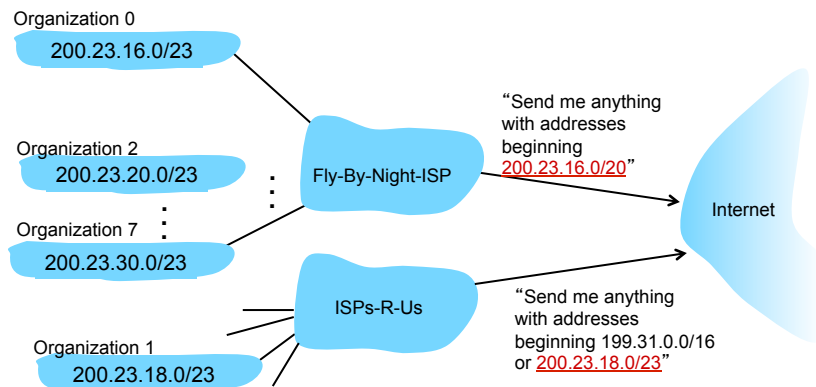 Organization 0
200.23.16.0/23
Organization 2
200.23.20.0/23
Organization 7
200.23.30.0/23
Fly-By-Night-ISP
“Send me anything
with addresses
beginning
200.23.16.0/20”
Internet
ISPs-R-Us
Organization 1
200.23.18.0/23
“Send me anything
with addresses
beginning 199.31.0.0/16
or 200.23.18.0/23”